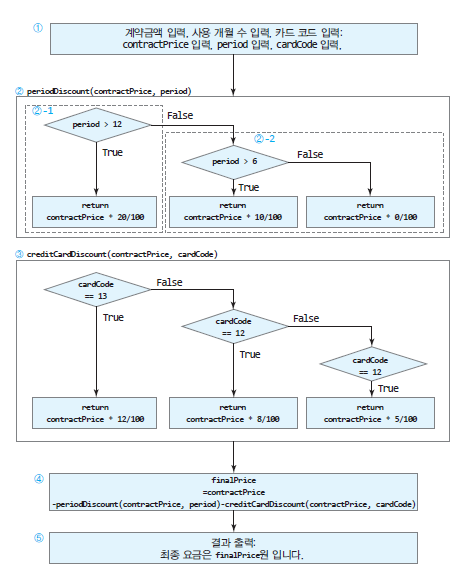 ① 계약금액 입력, 사용 개월 수 입력, 카드 코드 입력:
contractPrice 입력, period 입력, cardCode 입력,
② periodDiscount(contractPrice, period)
②-1
period > 12
False
True
②-2
period > 6
False
True
return
contractPrice * 20/100
return
contractPrice * 10/100
return
contractPrice * 0/100
③ creditCardDiscount(contractPrice, cardCode)
cardCode
== 13
False
True
cardCode
== 12
False
True
cardCode
== 12
True
return
contractPrice * 12/100
return
contractPrice * 8/100
return
contractPrice * 5/100
④ finalPrice
=contractPrice
-periodDiscount(contractPrice, period)-creditCardDiscount(contractPrice, cardCode)
⑤ 결과 출력:
최종 요금은 finalPrice원 입니다.